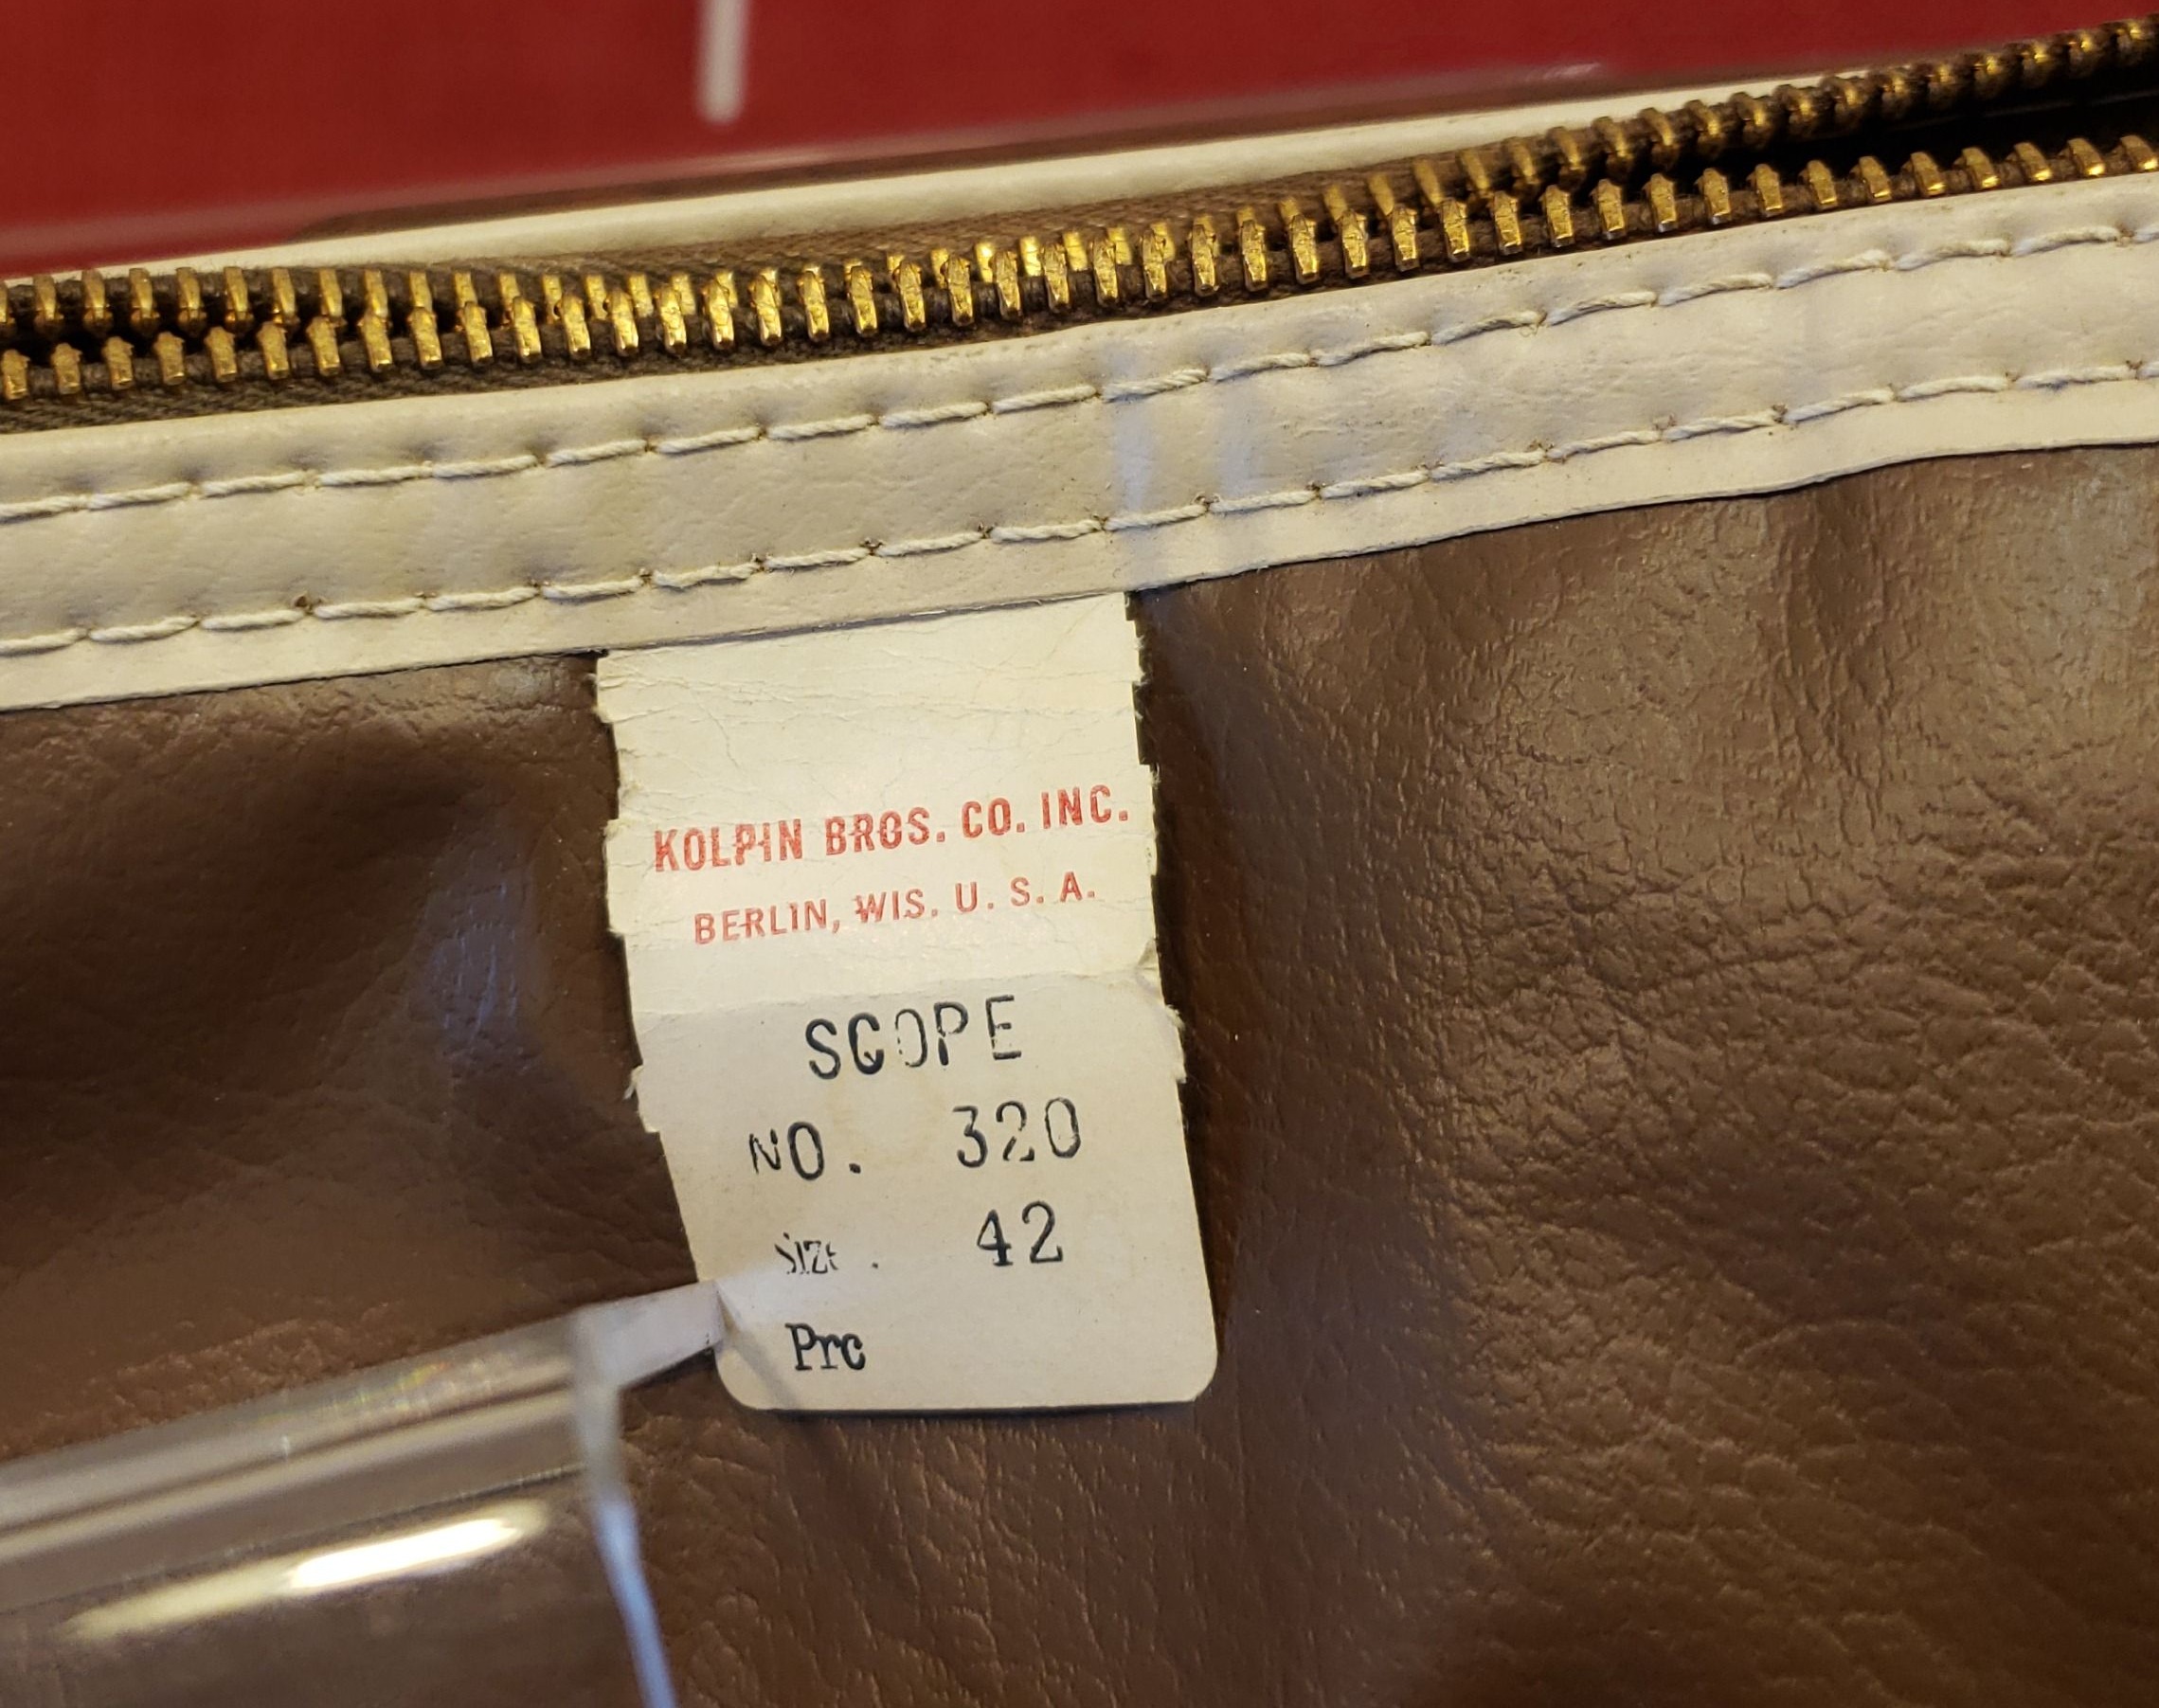 KOLPIN BROS. CO. INC.
BERLIN, WIS. U. S. A.
SCOPE
NO. 320
SIZE. 42
Prc